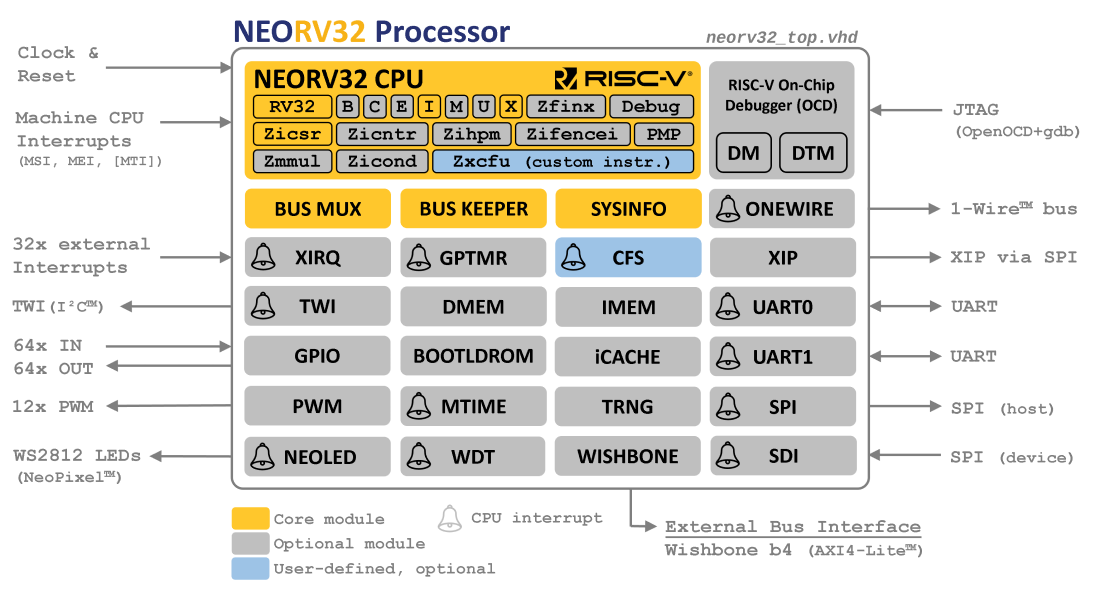 NEORV32 Processor
neorv32_top.vhd
Clock &
Reset
Machine CPU
Interrupts
(MSI, MEI, [MTI])
32x external
Interrupts
TWI(I²C™)
64x IN
64x OUT
12x PWM
WS2812 LEDs
(NeoPixel™)
NEORV32 CPU
RISC-V®
RV32 B C E I M U X Zfinx Debug
Zicsr Zicntr Zihpm Zifencei PMP
Zmmul Zicond Zxcfu (custom instr.)
RISC-V On-Chip
Debugger (OCD)
DM DTM
BUS MUX BUS KEEPER SYSINFO ONEWIRE
XIRQ GPTMR CFS XIP
TWI DMEM IMEM UART0
GPIO BOOTLDROM iCACHE UART1
PWM MTIME TRNG SPI
NEOLED WDT WISHBONE SDI
JTAG
(OpenOCD+gdb)
1-Wire™ bus
XIP via SPI
UART
UART
SPI (host)
SPI (device)
Core module
Optional module
User-defined, optional
CPU interrupt
External Bus Interface
Wishbone b4 (AXI4-Lite™)